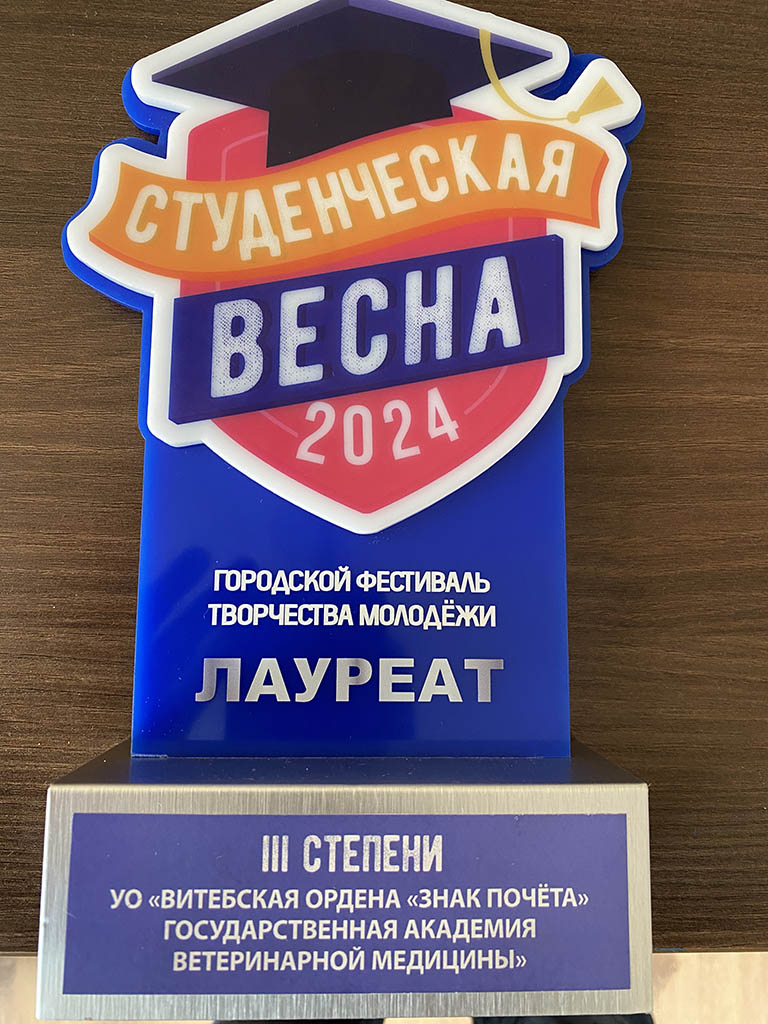 СТУДЕНЧЕСКАЯ
ВЕСНА
2024
ГОРОДСКОЙ ФЕСТИВАЛЬ
ТВОРЧЕСТВА МОЛОДЁЖИ
ЛАУРЕАТ
III СТЕПЕНИ
УО «ВИТЕБСКАЯ ОРДЕНА «ЗНАК ПОЧЁТА»
ГОСУДАРСТВЕННАЯ АКАДЕМИЯ
ВЕТЕРИНАРНОЙ МЕДИЦИНЫ»